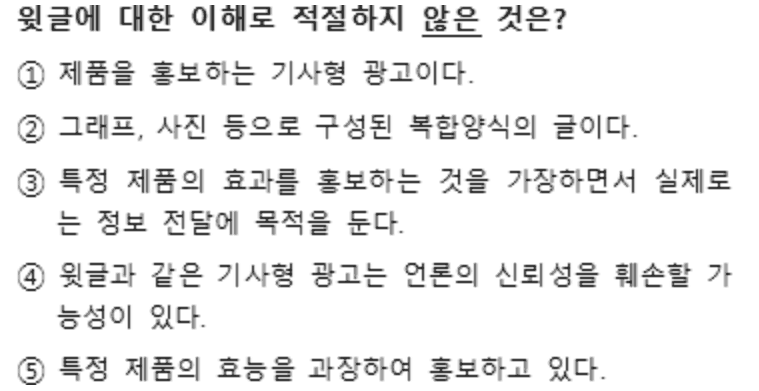 윗글에 대한 이해로 적절하지 않은 것은?
① 제품을 홍보하는 기사형 광고이다.
② 그래프, 사진 등으로 구성된 복합양식의 글이다.
③ 특정 제품의 효과를 홍보하는 것을 가장하면서 실제로
는 정보 전달에 목적을 둔다.
④ 윗글과 같은 기사형 광고는 언론의 신뢰성을 훼손할 가
능성이 있다.
⑤ 특정 제품의 효능을 과장하여 홍보하고 있다.